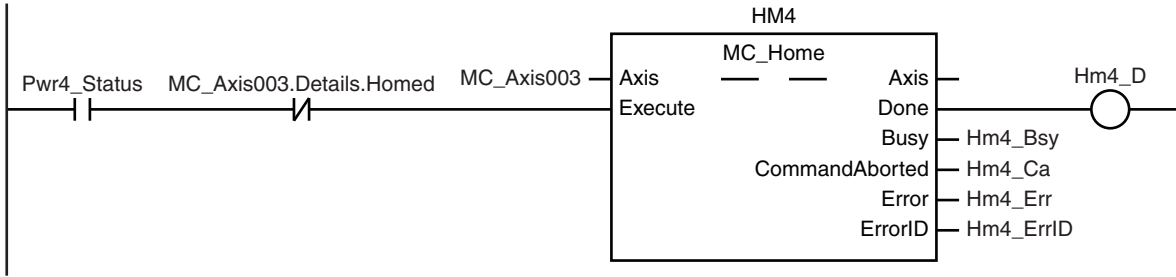 HM4
MC_Home
Pwr4_Status MC_Axis003.Details.Homed MC_Axis003 Axis Axis Hm4_D
Execute Done
Busy Hm4_Bsy
CommandAborted Hm4_Ca
Error Hm4_Err
ErrorID Hm4_ErrID